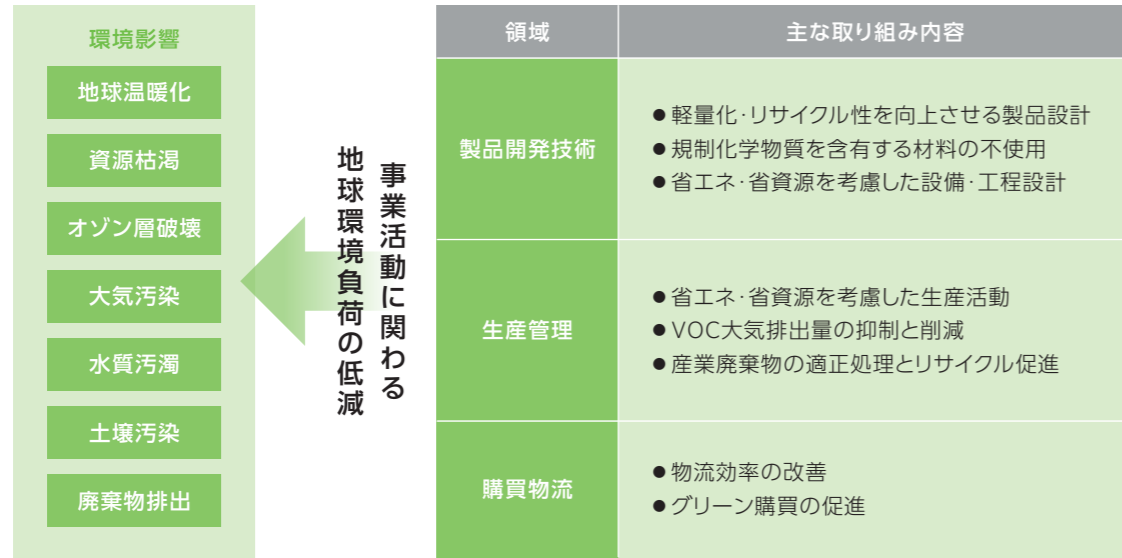 環境影響
地球温暖化
資源枯渇
オゾン層破壊
大気汚染
水質汚濁
土壌汚染
廃棄物排出
事業活動に関わる
地球環境負荷の低減
領域
主な取り組み内容
製品開発技術
●軽量化･リサイクル性を向上させる製品設計
●規制化学物質を含有する材料の不使用
●省エネ･省資源を考慮した設備･工程設計
生産管理
●省エネ･省資源を考慮した生産活動
●VOC大気排出量の抑制と削減
●産業廃棄物の適正処理とリサイクル促進
購買物流
●物流効率の改善
●グリーン購買の促進